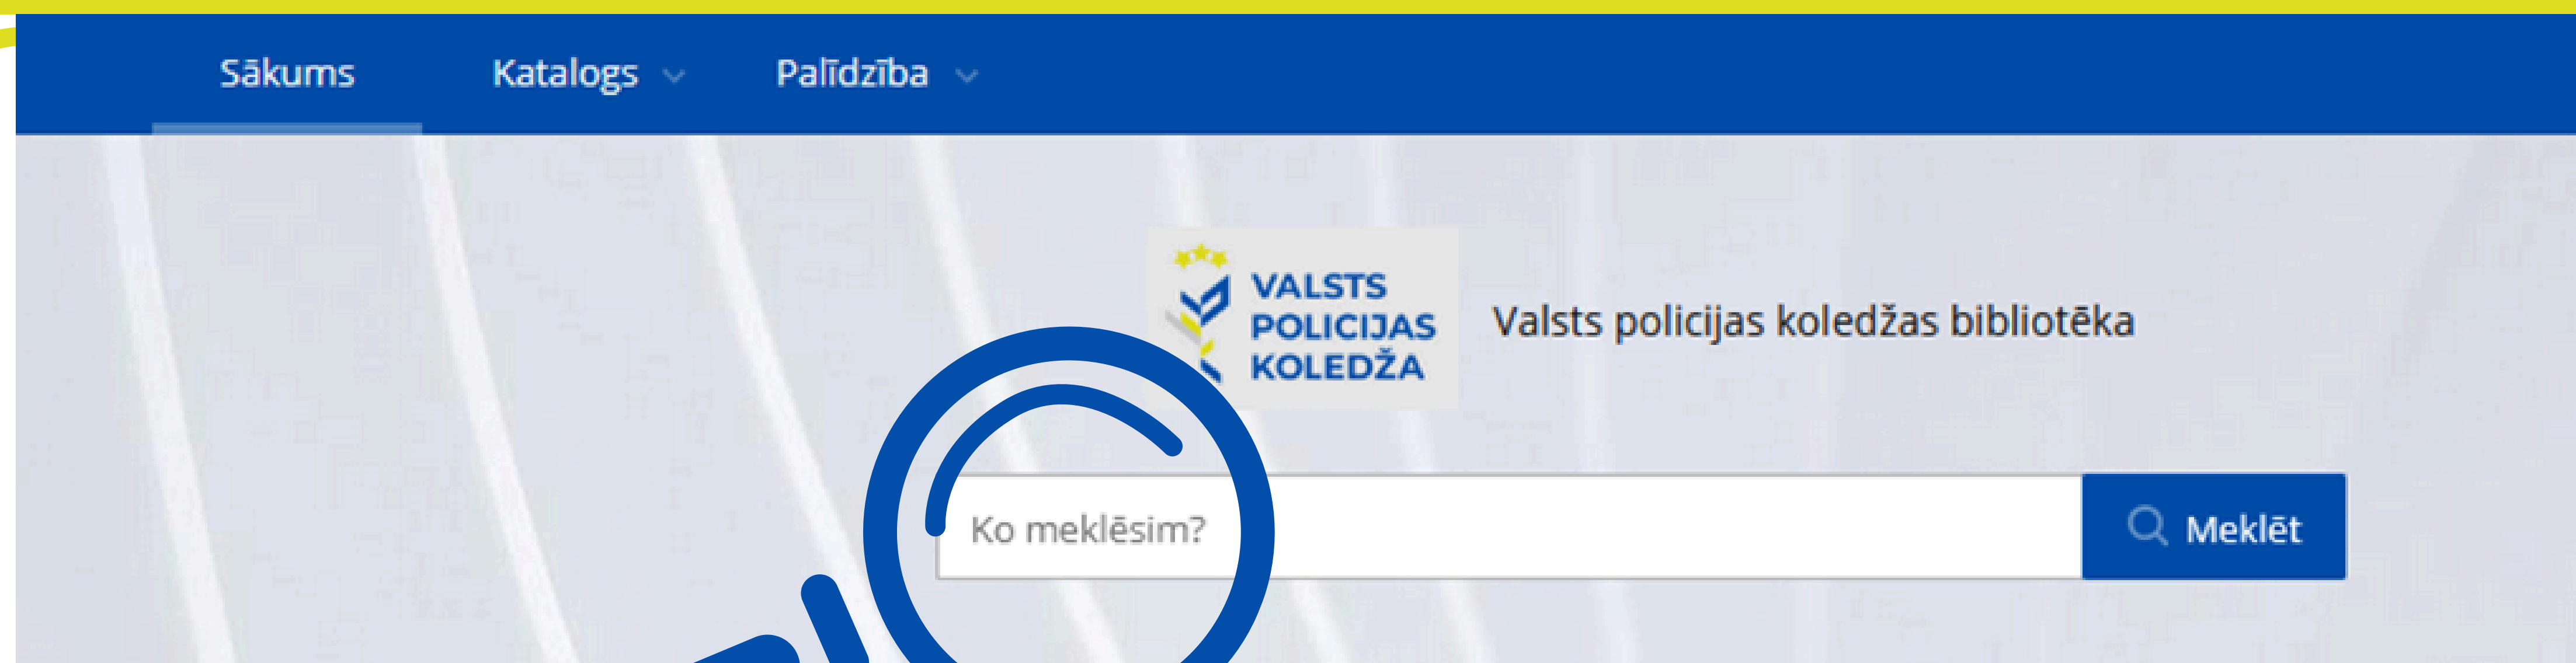 Sākums Katalogs Palīdzība
VALSTS
POLICIJAS
KOLEDŽA
Valsts policijas koledžas bibliotēka
Ko meklēsim?
Meklēt